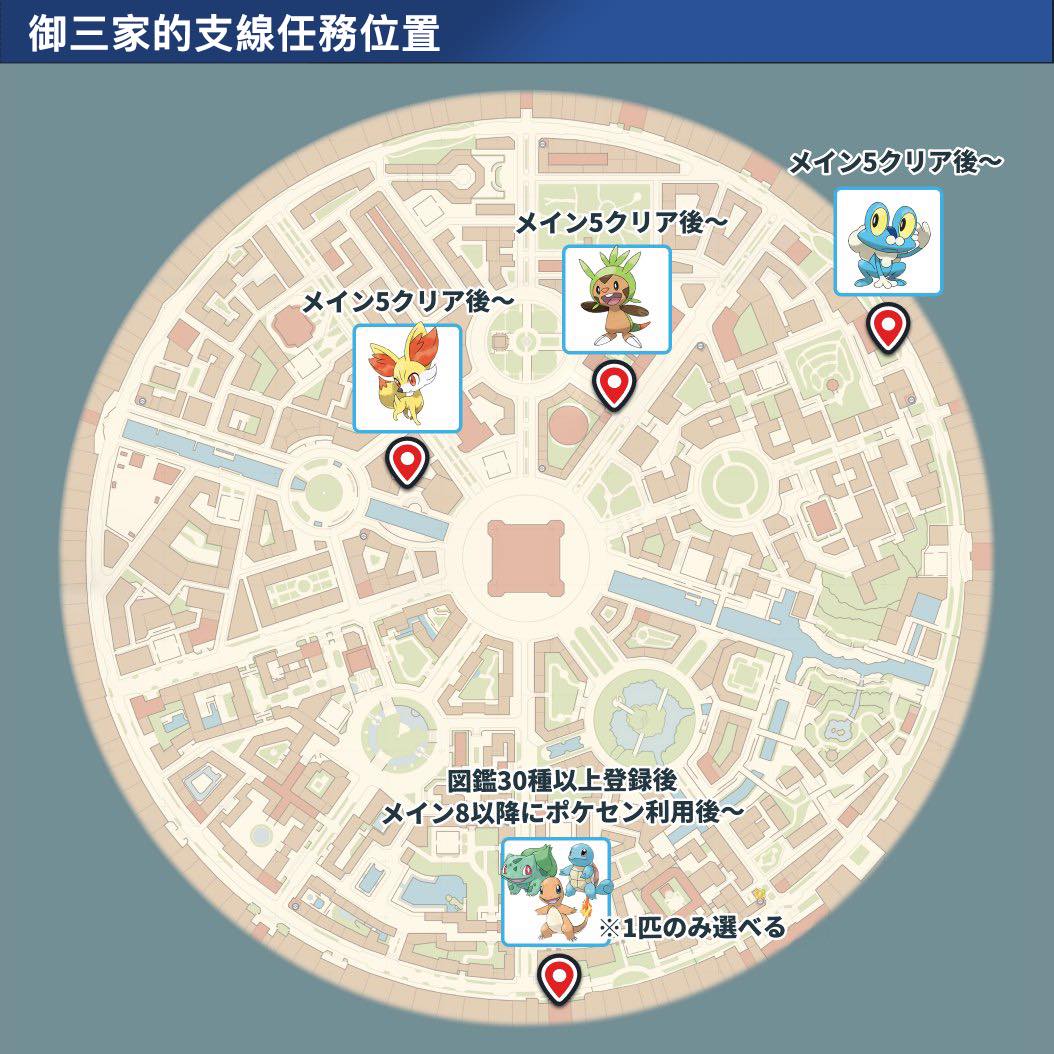 御三家的支線任務位置
メイン5クリア後～
メイン5クリア後～
メイン5クリア後～
図鑑30種以上登録後
メイン8以降にポケセン利用後～
※1匹のみ選べる